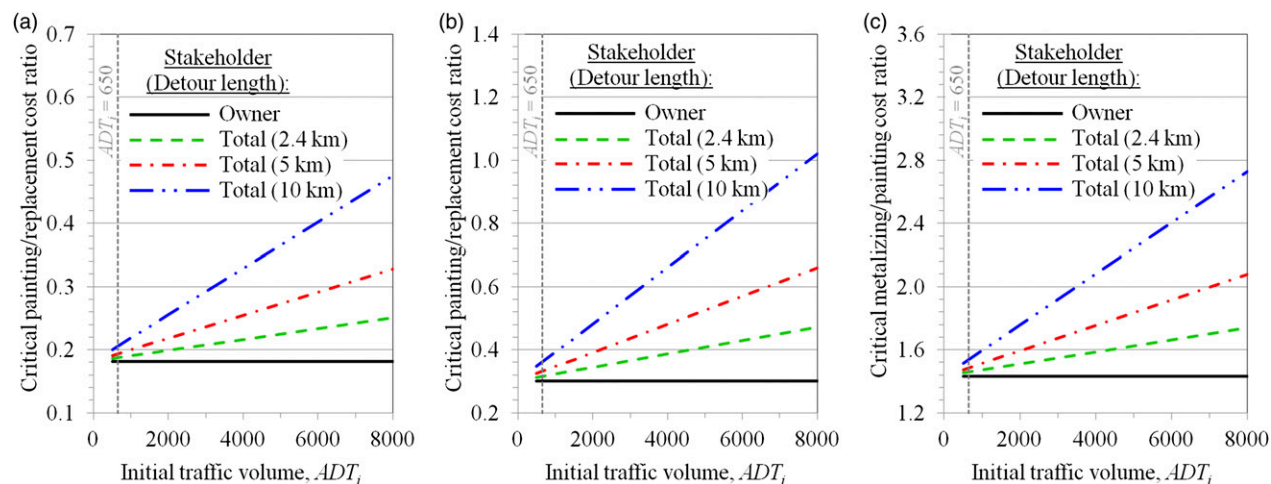 (a)
Critical painting/replacement cost ratio
0.7
0.6
0.5
0.4
0.3
0.2
0.1
ADTi = 650
Stakeholder
(Detour length):
Owner
Total (2.4 km)
Total (5 km)
Total (10 km)
0 2000 4000 6000 8000
Initial traffic volume, ADTi
(b)
Critical painting/replacement cost ratio
1.4
1.2
1.0
0.8
0.6
0.4
0.2
ADTi = 650
Stakeholder
(Detour length):
Owner
Total (2.4 km)
Total (5 km)
Total (10 km)
0 2000 4000 6000 8000
Initial traffic volume, ADTi
(c)
Critical metalizing/painting cost ratio
3.6
3.2
2.8
2.4
2.0
1.6
1.2
ADTi = 650
Stakeholder
(Detour length):
Owner
Total (2.4 km)
Total (5 km)
Total (10 km)
0 2000 4000 6000 8000
Initial traffic volume, ADTi